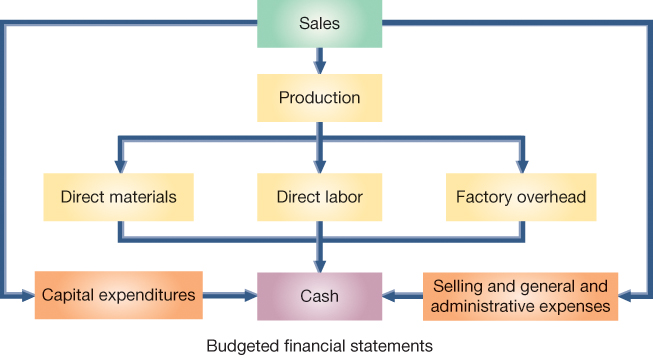 Sales
Production
Direct materials
Direct labor
Factory overhead
Capital expenditures
Cash
Selling and general and
administrative expenses
Budgeted financial statements